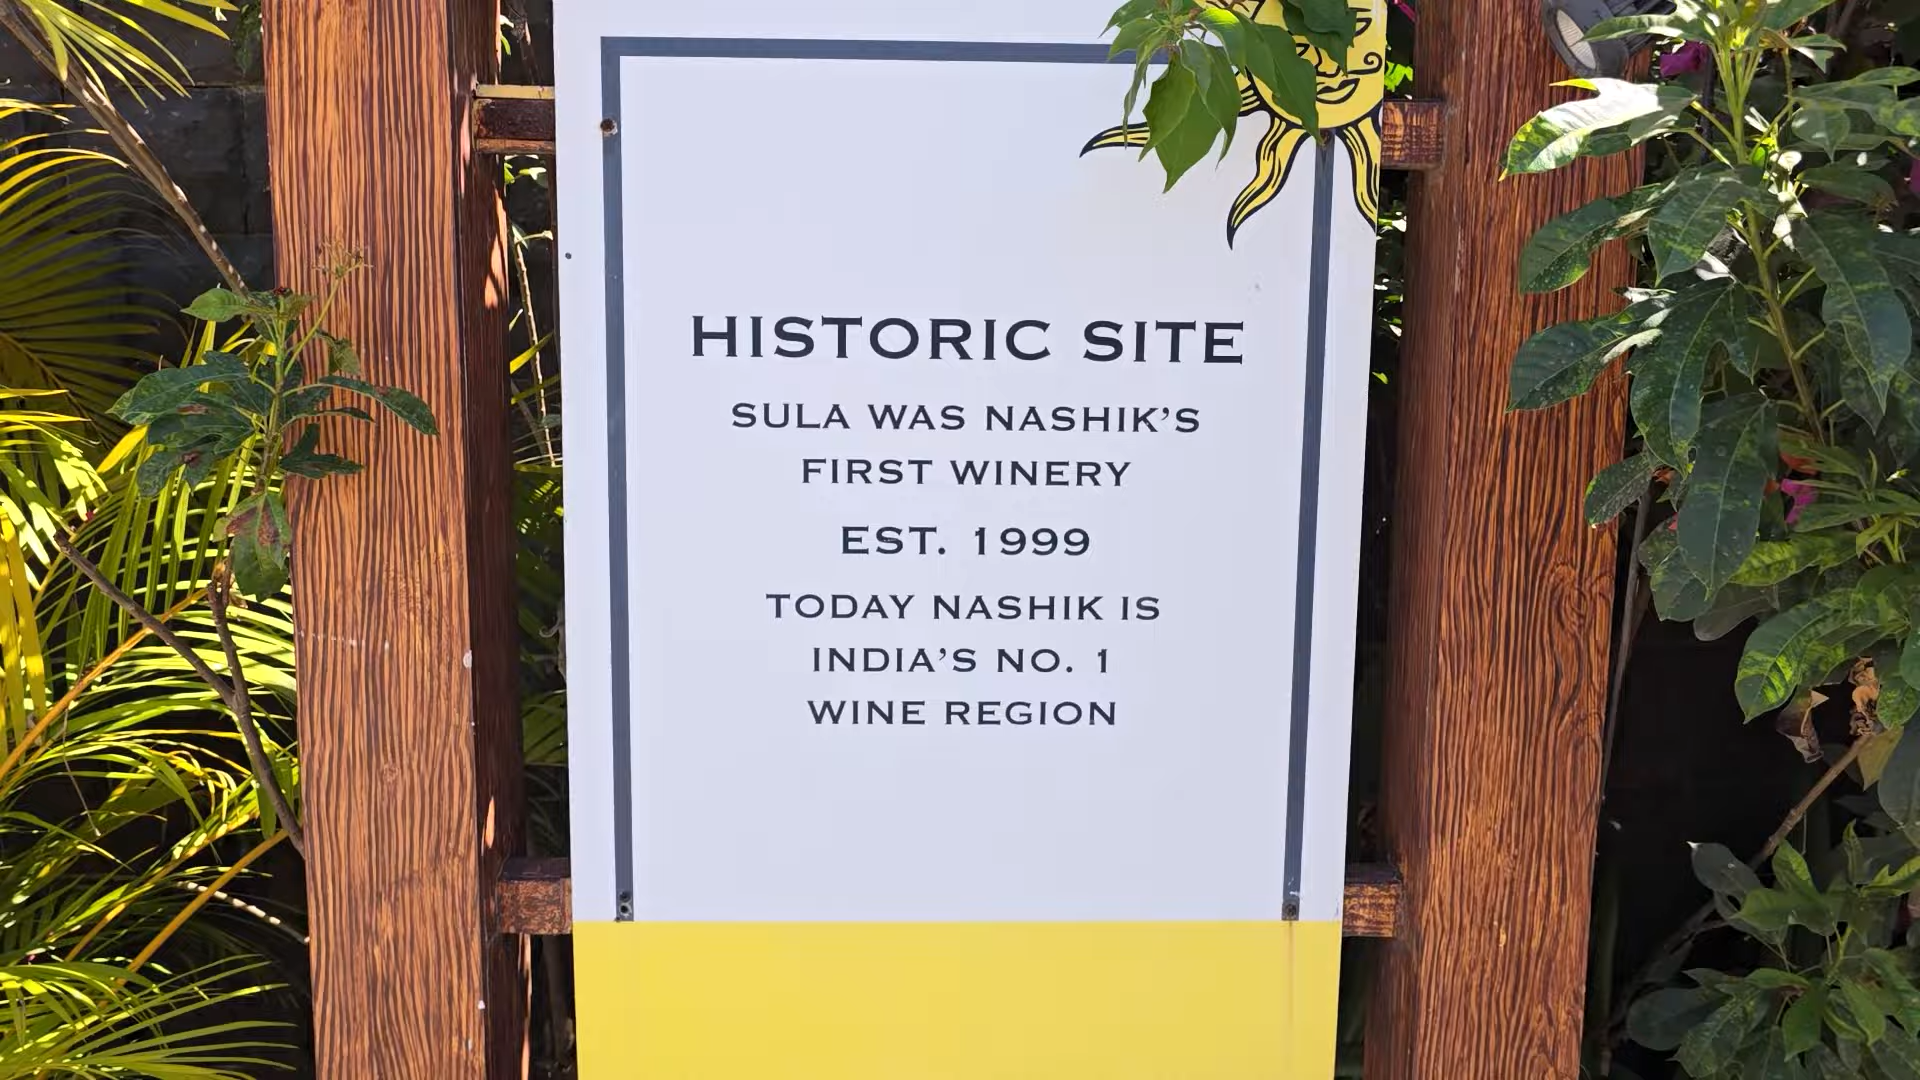 HISTORIC SITE
SULA WAS NASHIK’S
FIRST WINERY
EST. 1999
TODAY NASHIK IS
INDIA’S NO. 1
WINE REGION